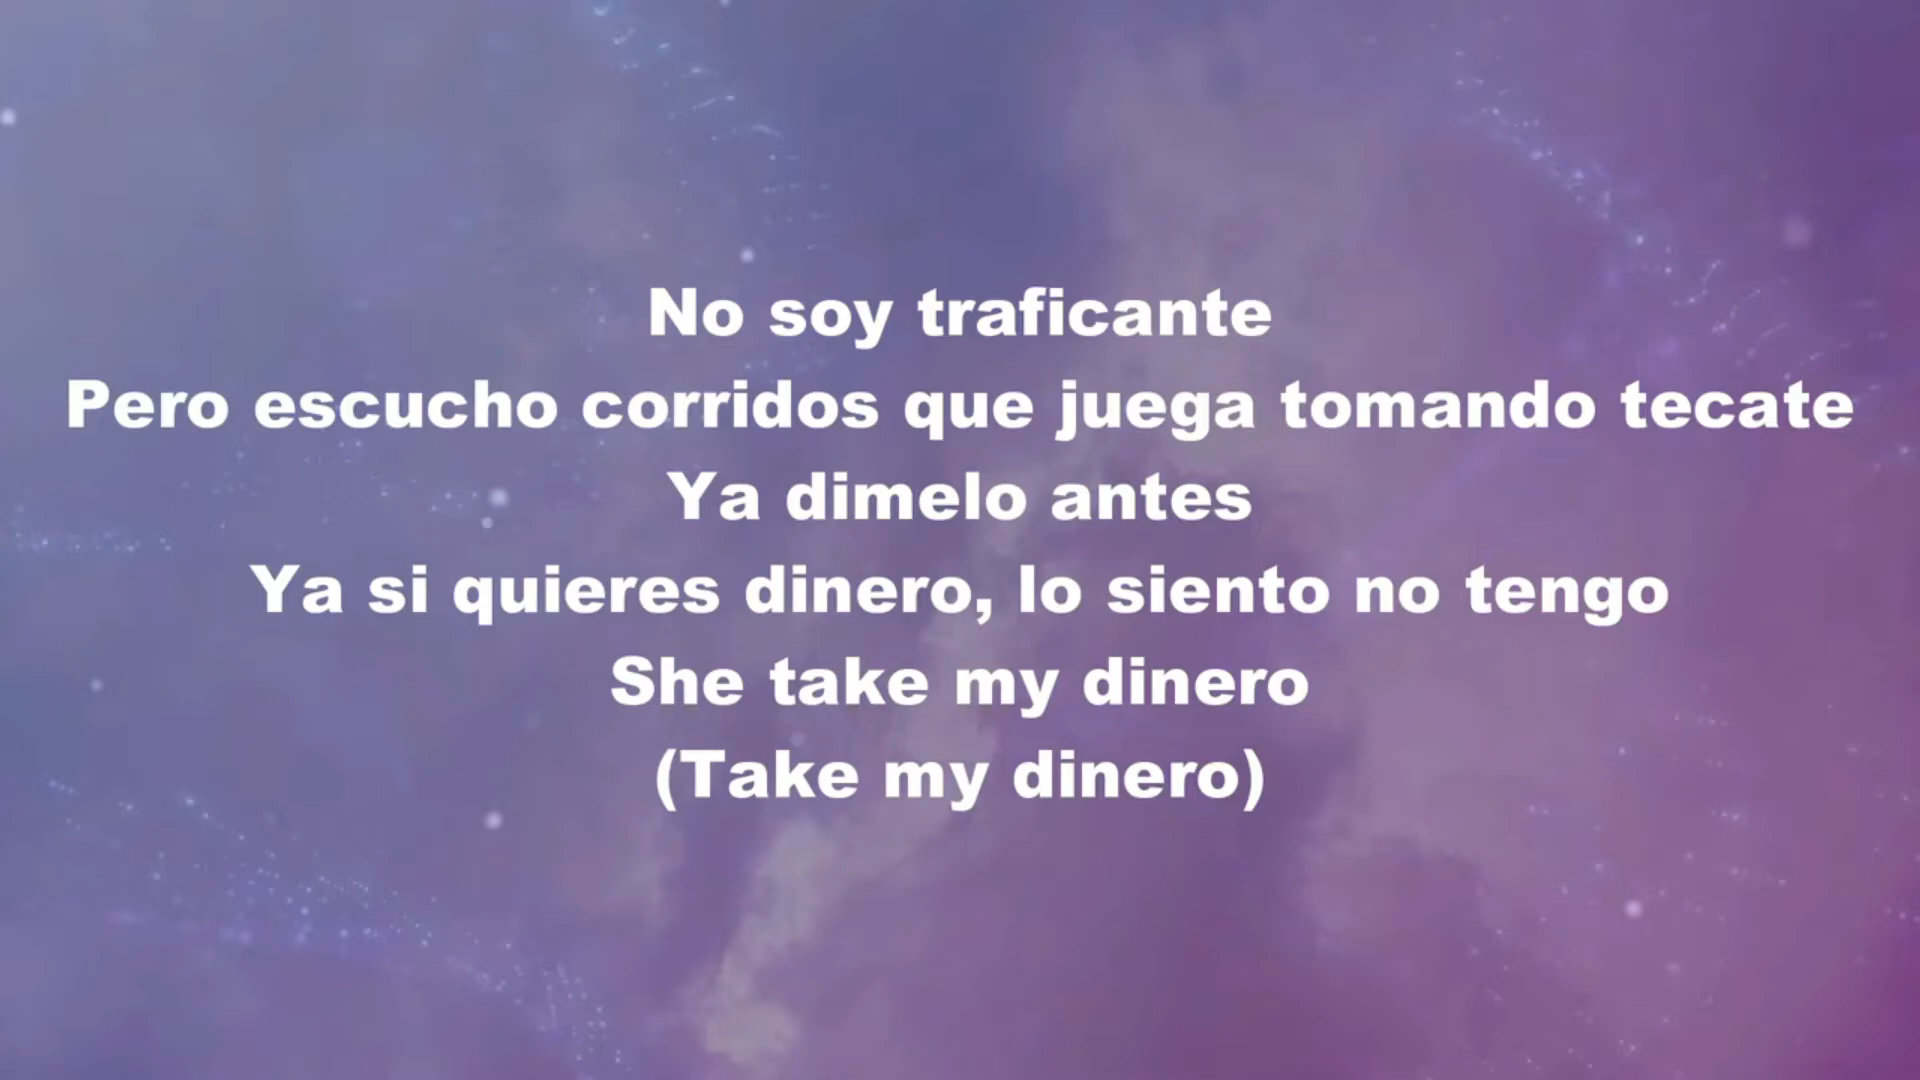 No soy traficante
Pero escucho corridos que juega tomando tecate
Ya dimelo antes
Ya si quieres dinero, lo siento no tengo
She take my dinero
(Take my dinero)